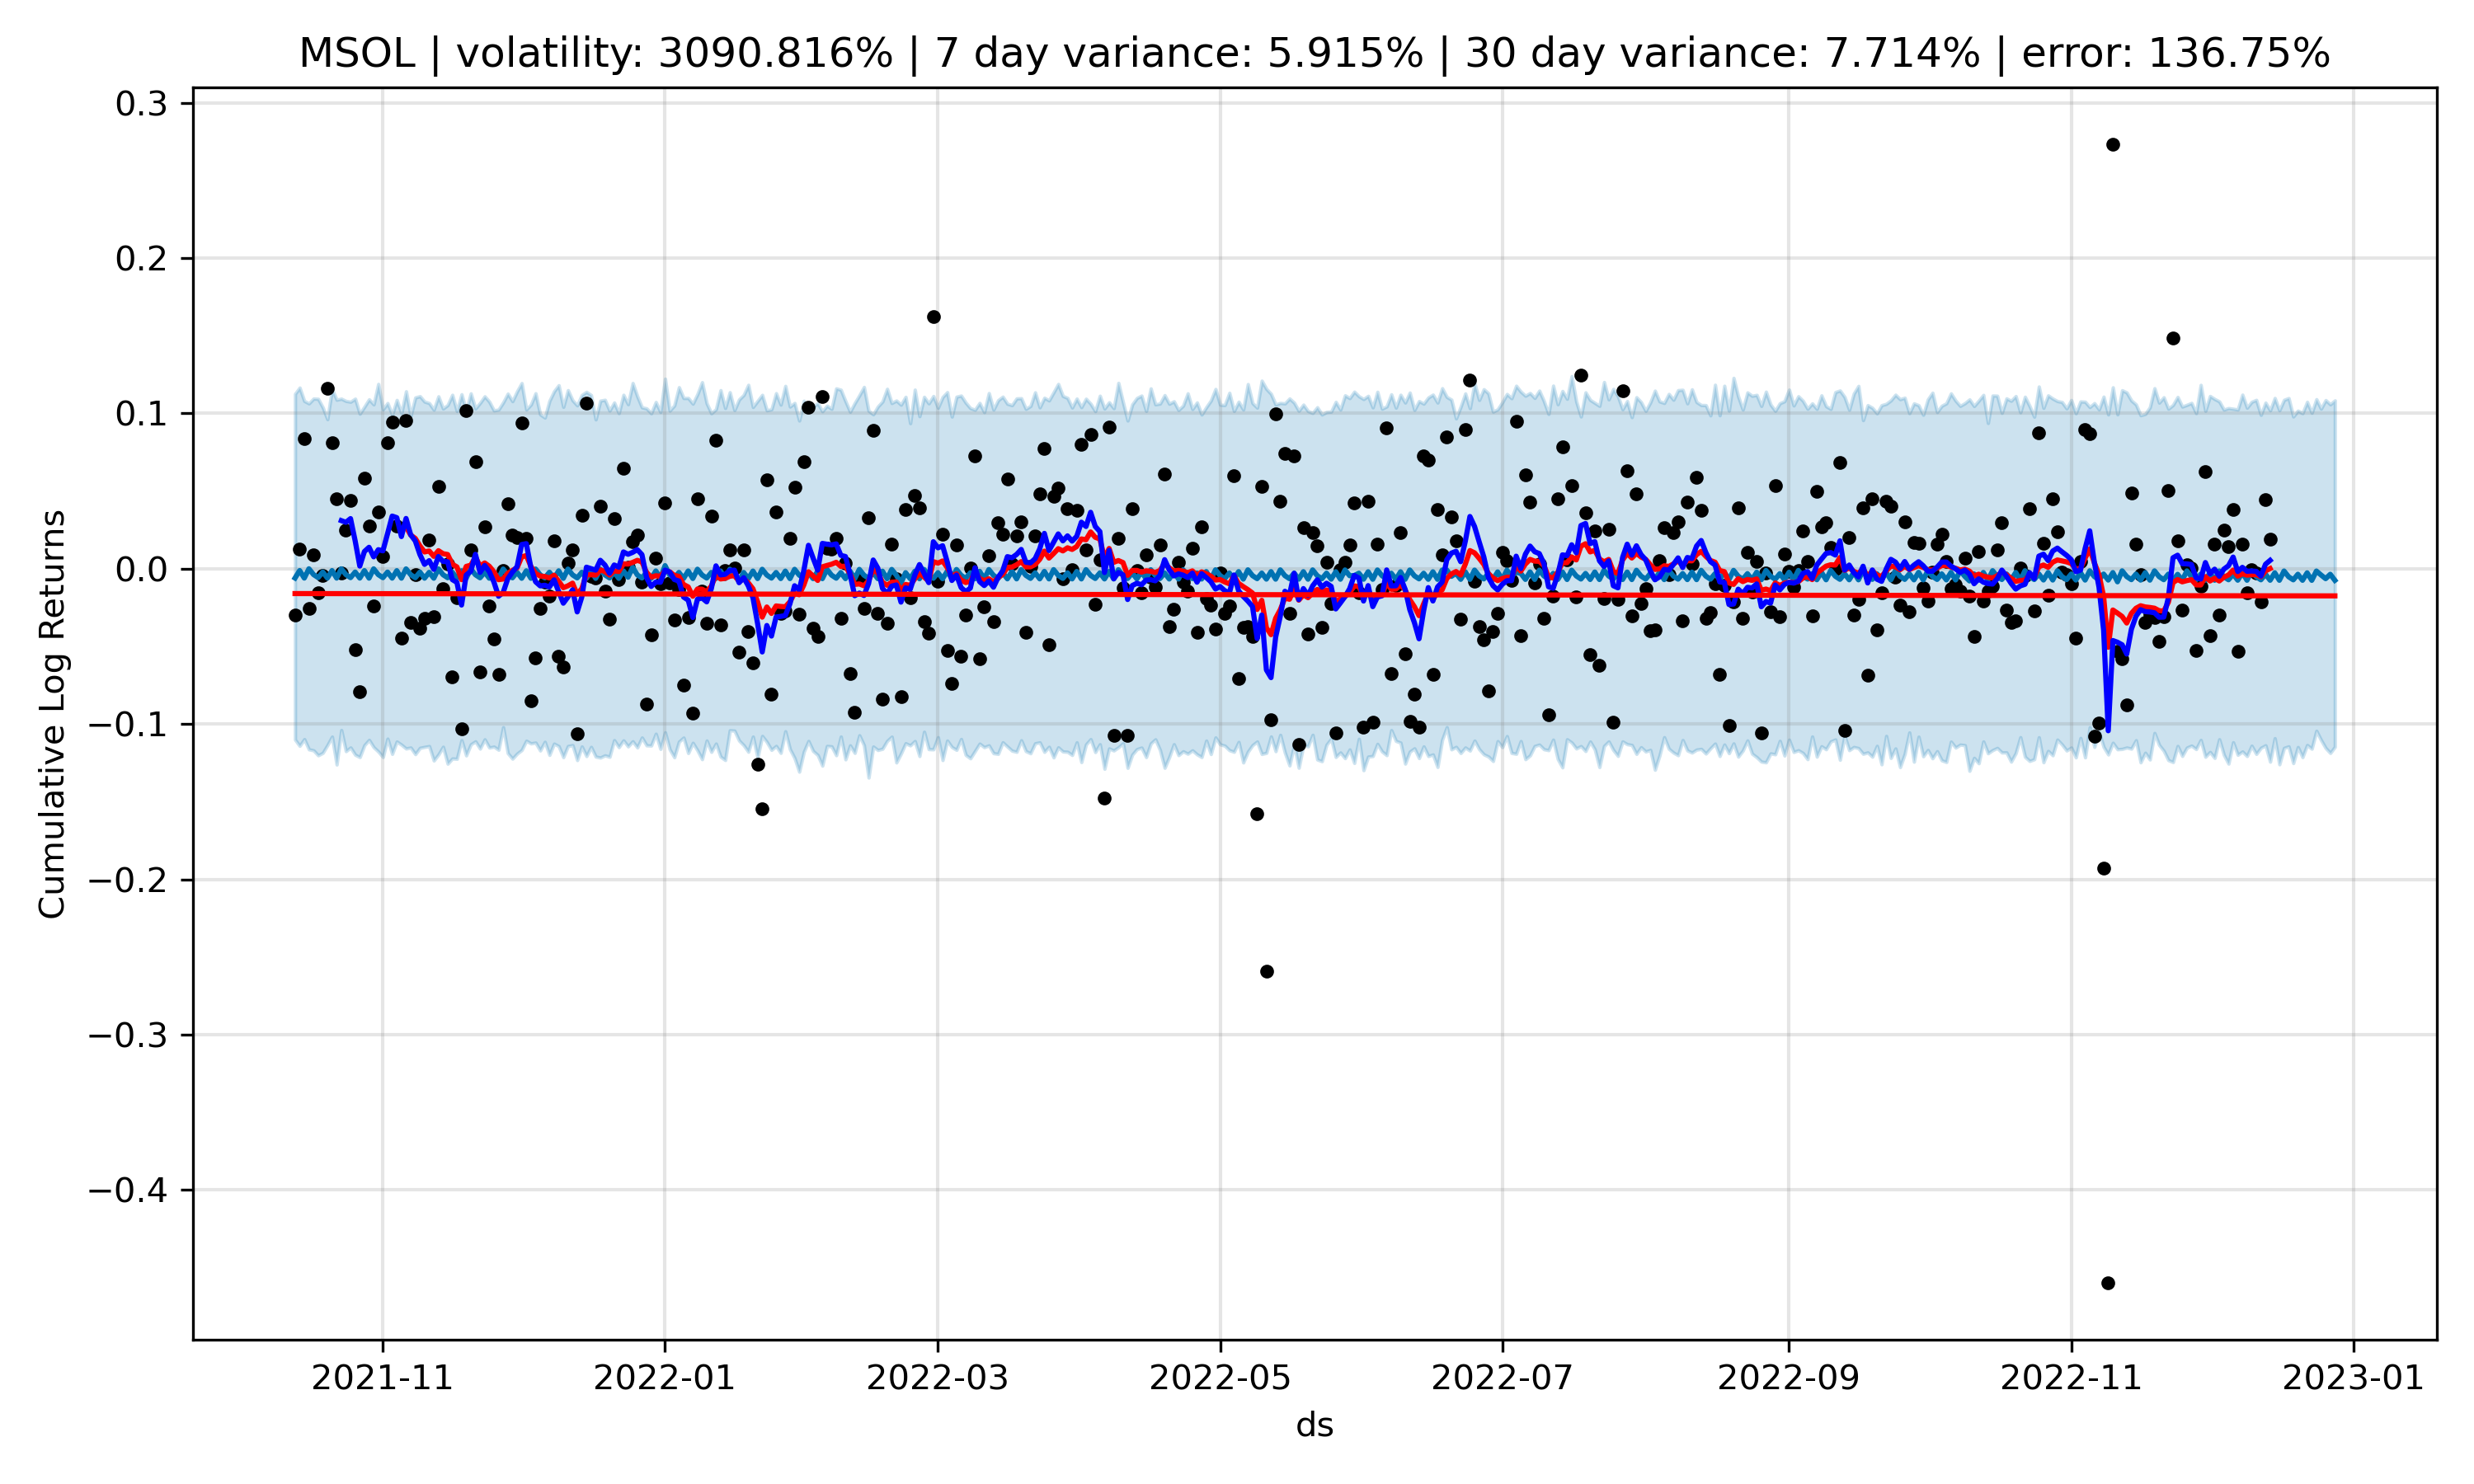 MSOL | volatility: 3090.816% | 7 day variance: 5.915% | 30 day variance: 7.714% | error: 136.75%
0.3
0.2
0.1
0.0
−0.1
−0.2
−0.3
−0.4
Cumulative Log Returns
2021-11 2022-01 2022-03 2022-05 2022-07 2022-09 2022-11 2023-01
ds